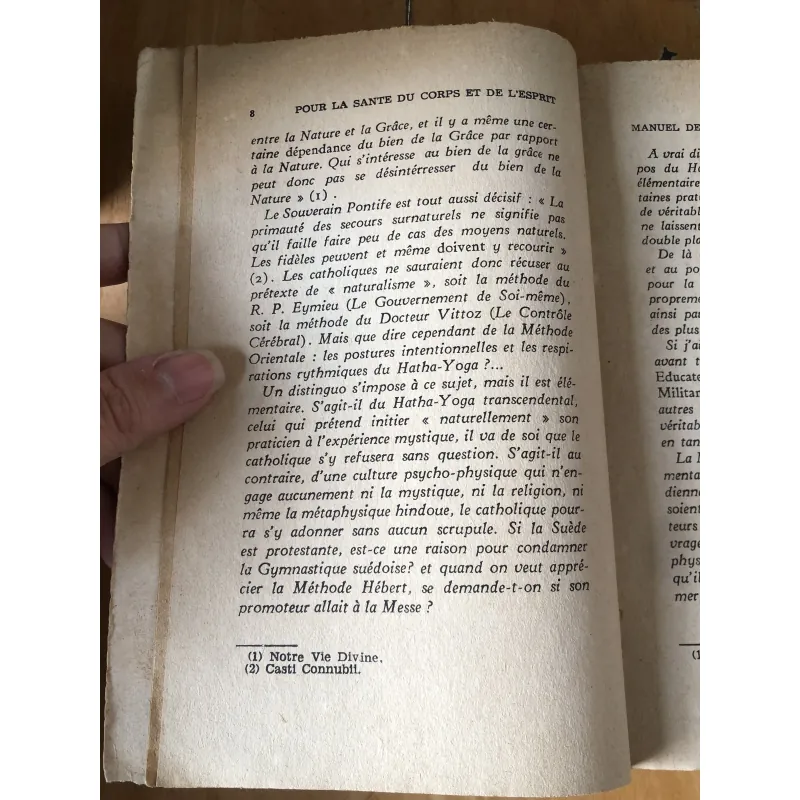 8 POUR LA SANTE DU CORPS ET DE L'ESPRIT
entre la Nature et la Grâce, et il y a même une cer-
taine dépendance du bien de la Grâce par rapport
à la Nature. Qui s'intéresse au bien de la grâce ne
peut donc pas se désintérresser du bien de la
Nature » (1) .
Le Souverain Pontife est tout aussi décisif : « La
primauté des secours surnaturels ne signifie pas
qu'il faille faire peu de cas des moyens naturels.
Les fidèles peuvent et même doivent y recourir »
(2). Les catholiques ne sauraient donc récuser au
prétexte de « naturalisme », soit la méthode du
R. P. Eymieu (Le Gouvernement de Soi-même),
soit la méthode du Docteur Vittoz (Le Contrôle
Cérébral). Mais que dire cependant de la Méthode
Orientale : les postures intentionnelles et les respi-
rations rythmiques du Hatha-Yoga ?...
Un distinguo s'impose à ce sujet, mais il est élé-
mentaire. S'agit-il du Hatha-Yoga transcendental,
celui qui prétend initier « naturellement » son
praticien à l'expérience mystique, il va de soi que le
catholique s'y refusera sans question. S'agit-il au
contraire, d'une culture psycho-physique qui n'en-
gage aucunement ni la mystique, ni la religion, ni
même la métaphysique hindoue, le catholique pour-
ra s'y adonner sans aucun scrupule. Si la Suède
est protestante, est-ce une raison pour condamner
la Gymnastique suédoise? et quand on veut appré-
cier la Méthode Hébert, se demande-t-on si son
promoteur allait à la Messe ?
(1) Notre Vie Divine.
(2) Casti Connubii.
MANUEL DE
A vrai di
pos du Ha
élémentaire
taines prat
de véritabl
ne laissent
double pla
De là
et au po
pour la
propreme
ainsi pa
des plus
Si j'ai
avant t
Educate
Militar
autres
vérita
en tan
La M
menta
dienne
soient
teurs
vrage
phys
qu'il
mer
(1